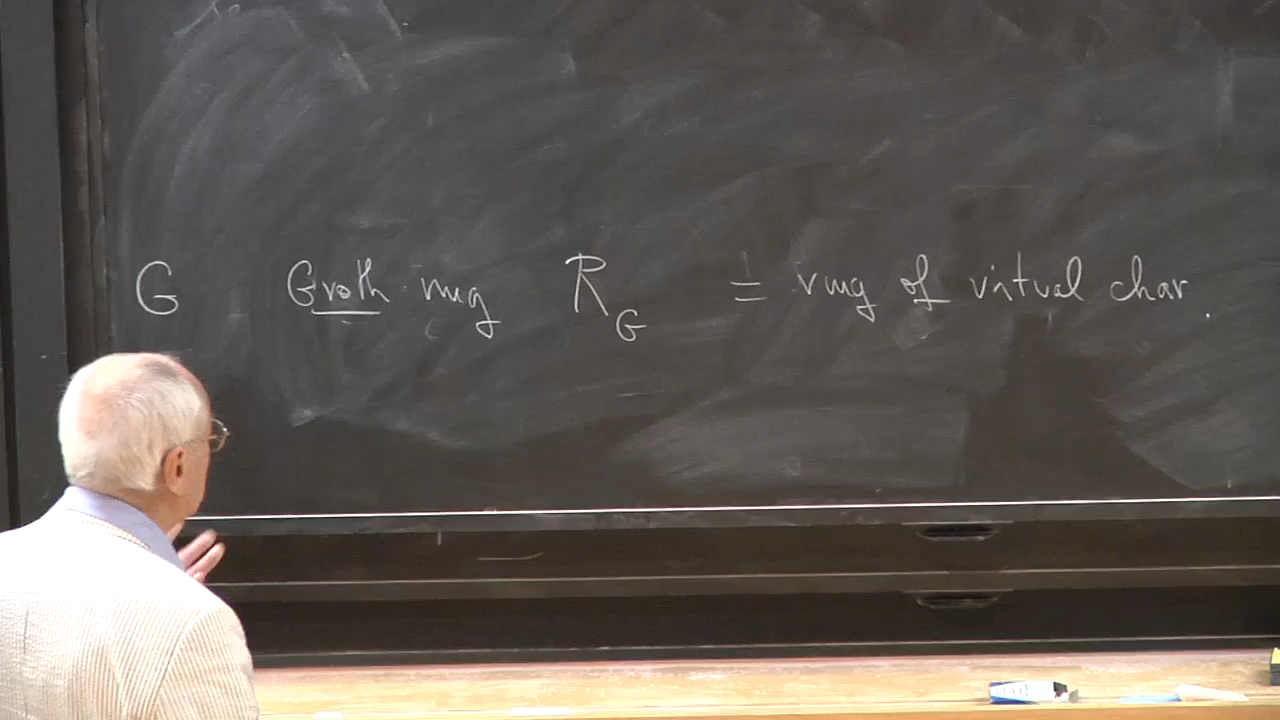 G Groth ring R_G = ring of virtual char.